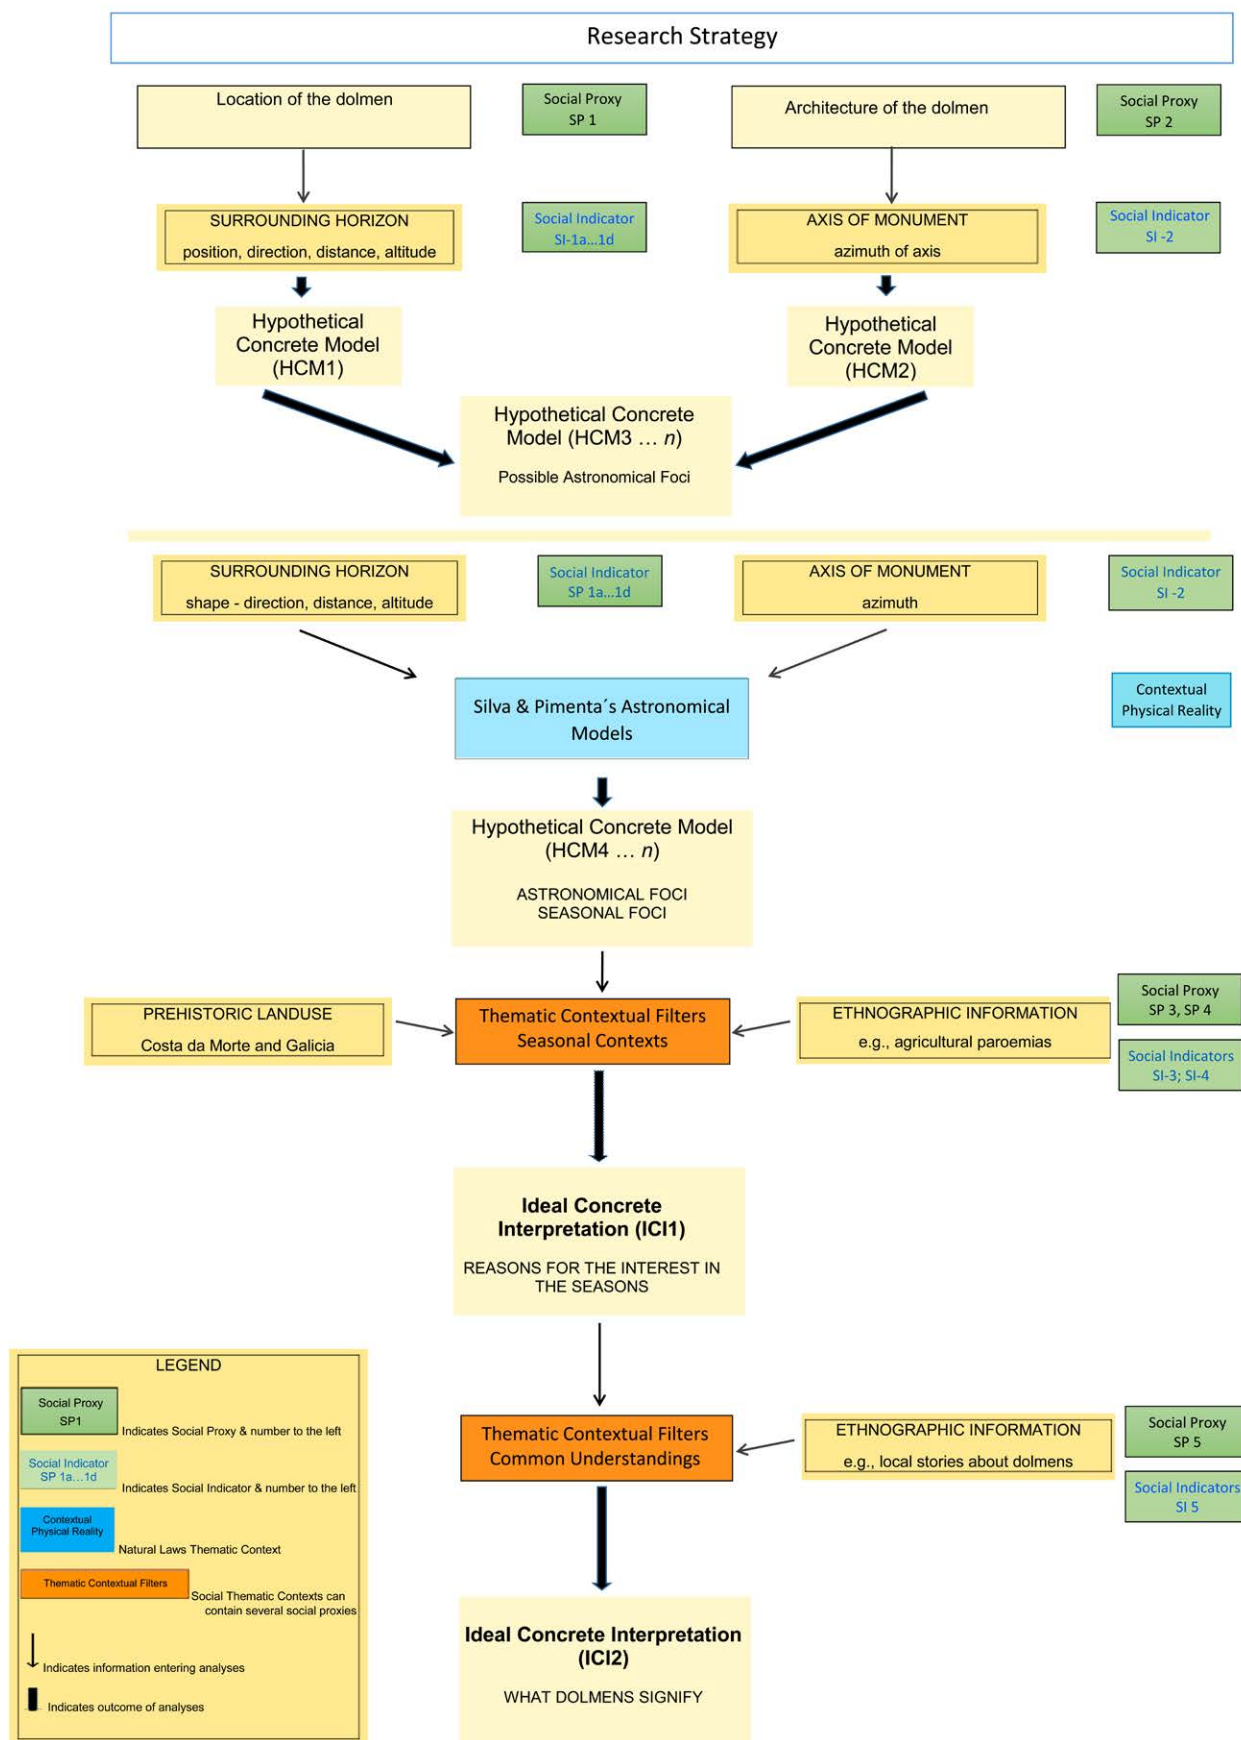 Research Strategy
Location of the dolmen
Social Proxy
SP 1
Architecture of the dolmen
Social Proxy
SP 2
SURROUNDING HORIZON
position, direction, distance, altitude
Social Indicator
SI-1a...1d
AXIS OF MONUMENT
azimuth of axis
Social Indicator
SI -2
Hypothetical
Concrete Model
(HCM1)
Hypothetical
Concrete Model
(HCM2)
Hypothetical Concrete
Model (HCM3 … n)
Possible Astronomical Foci
SURROUNDING HORIZON
shape - direction, distance, altitude
Social Indicator
SP 1a...1d
AXIS OF MONUMENT
azimuth
Social Indicator
SI -2
Silva & Pimenta´s Astronomical
Models
Contextual
Physical Reality
Hypothetical Concrete Model
(HCM4 … n)
ASTRONOMICAL FOCI
SEASONAL FOCI
PREHISTORIC LANDUSE
Costa da Morte and Galicia
Thematic Contextual Filters
Seasonal Contexts
ETHNOGRAPHIC INFORMATION
e.g., agricultural paroemias
Social Proxy
SP 3, SP 4
Social Indicators
SI-3; SI-4
Ideal Concrete
Interpretation (ICI1)
REASONS FOR THE INTEREST IN
THE SEASONS
Thematic Contextual Filters
Common Understandings
ETHNOGRAPHIC INFORMATION
e.g., local stories about dolmens
Social Proxy
SP 5
Social Indicators
SI 5
Ideal Concrete Interpretation
(ICI2)
WHAT DOLMENS SIGNIFY
LEGEND
Social Proxy
SP1
Indicates Social Proxy & number to the left
Social Indicator
SP 1a...1d
Indicates Social Indicator & number to the left
Contextual
Physical Reality
Natural Laws Thematic Context
Thematic Contextual Filters
Social Thematic Contexts can
contain several social proxies
Indicates information entering analyses
Indicates outcome of analyses